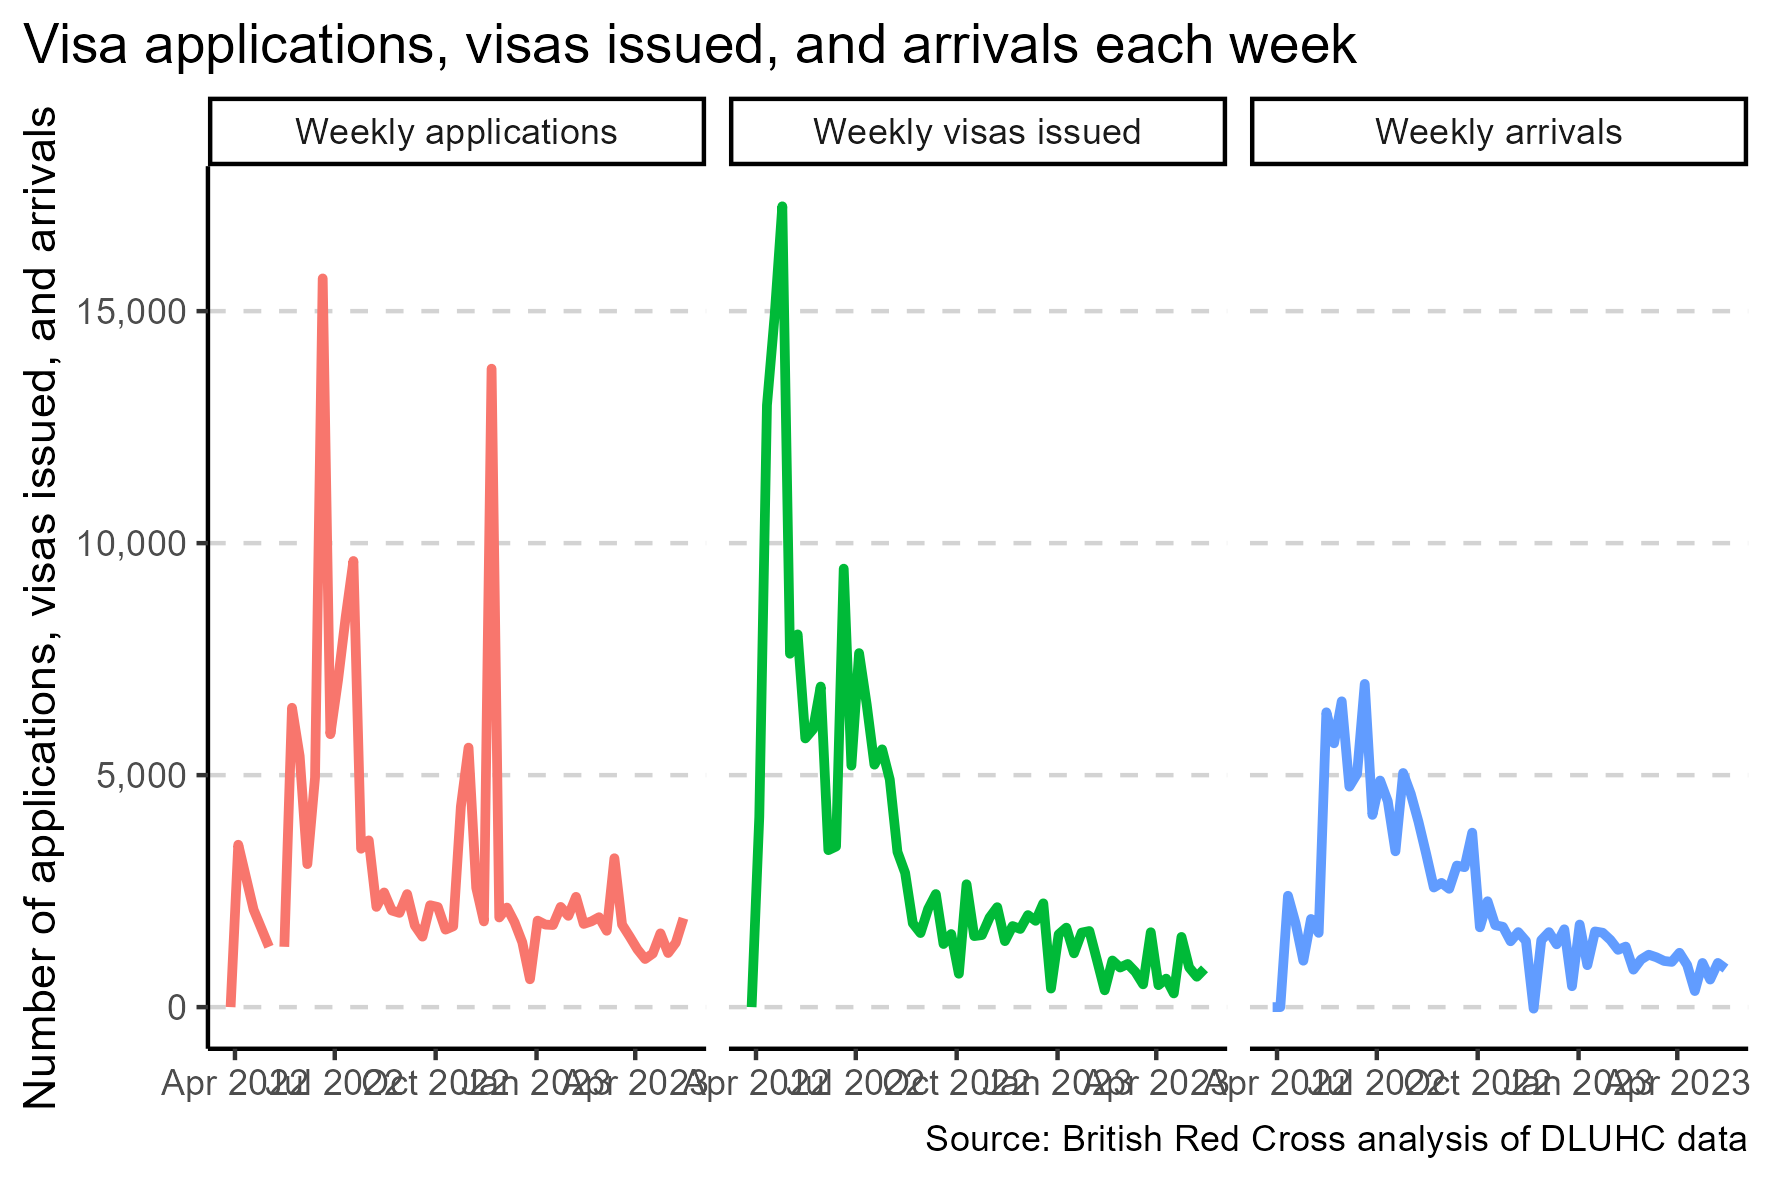 Visa applications, visas issued, and arrivals each week
Number of applications, visas issued, and arrivals
Weekly applications
Weekly visas issued
Weekly arrivals
15,000
10,000
5,000
0
Apr 2022 Jul 2022 Oct 2022 Jan 2023 Apr 2023
Apr 2022 Jul 2022 Oct 2022 Jan 2023 Apr 2023
Apr 2022 Jul 2022 Oct 2022 Jan 2023 Apr 2023
Source: British Red Cross analysis of DLUHC data